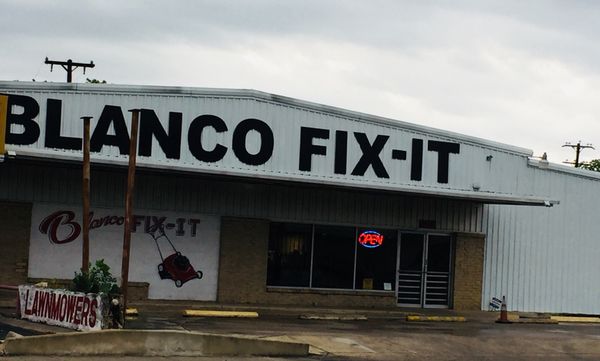 BLANCO FIX-IT
Blanco FIX-IT
OPEN
LAWNMOWERS